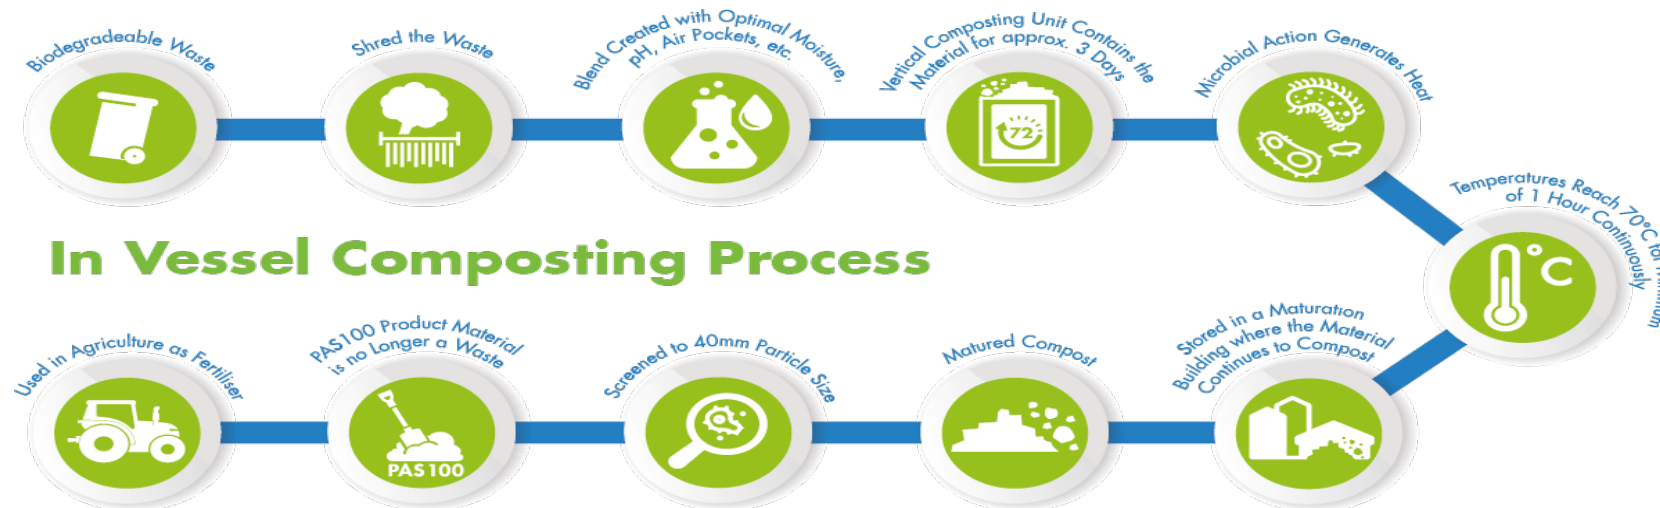 Biodegradeable Waste
Shred the Waste
Blend Created with Optimal Moisture,
pH, Air Pockets, etc.
Vertical Composting Unit Contains the
Material for approx. 3 Days
72
Microbial Action Generates Heat
Temperatures Reach 70°C for Minimum
of 1 Hour Continuously
°C
In Vessel Composting Process
Stored in a Maturation
Building where the Material
Continues to Compost
Matured Compost
Screened to 40mm Particle Size
PAS100 Product Material
is no Longer a Waste
PAS100
Used in Agriculture as Fertiliser